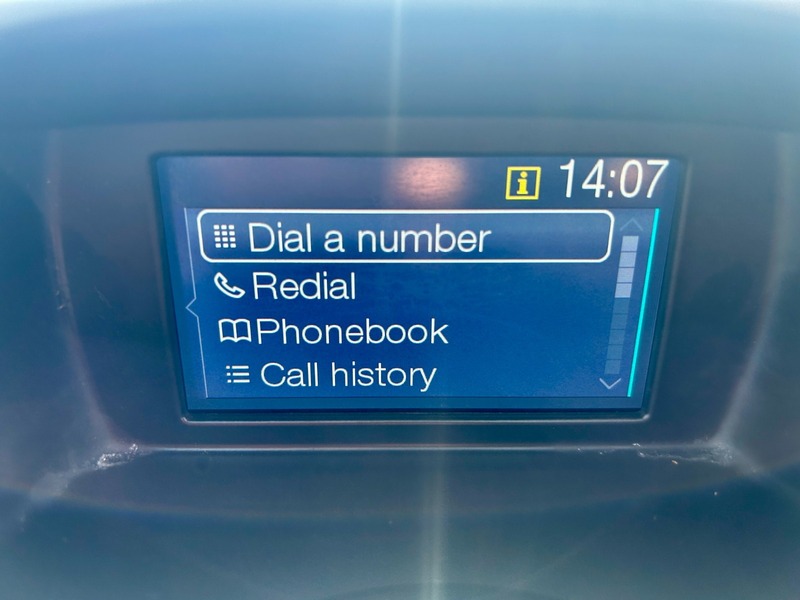 14:07
Dial a number
Redial
Phonebook
Call history